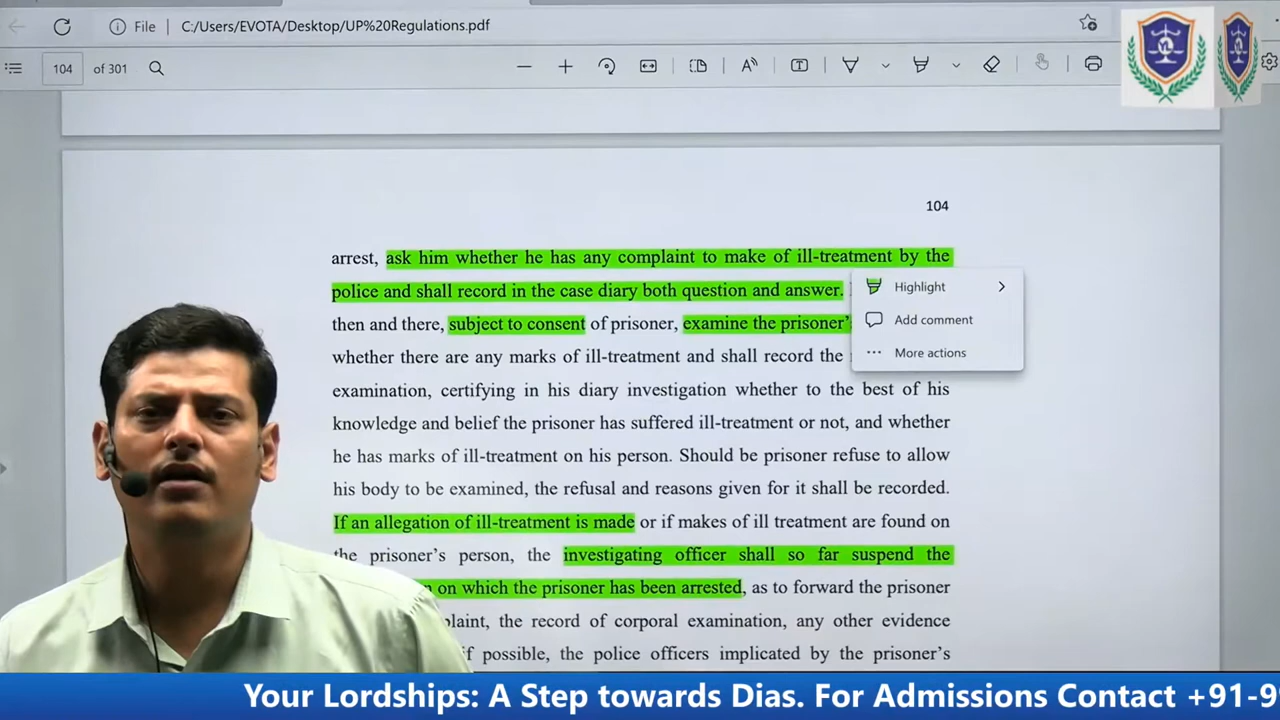 File
C:/Users/EVOTA/Desktop/UP%20Regulations.pdf
104
of 301
104
arrest, ask him whether he has any complaint to make of ill-treatment by the
police and shall record in the case diary both question and answer.
then and there, subject to consent of prisoner, examine the prisoner's
whether there are any marks of ill-treatment and shall record the
examination, certifying in his diary investigation whether to the best of his
knowledge and belief the prisoner has suffered ill-treatment or not, and whether
he has marks of ill-treatment on his person. Should be prisoner refuse to allow
his body to be examined, the refusal and reasons given for it shall be recorded.
If an allegation of ill-treatment is made or if makes of ill treatment are found on
the prisoner's person, the investigating officer shall so far suspend the
on which the prisoner has been arrested, as to forward the prisoner
the record of corporal examination, any other evidence
if possible, the police officers implicated by the prisoner's
Highlight
Add comment
More actions
Your Lordships: A Step towards Dias. For Admissions Contact +91-9